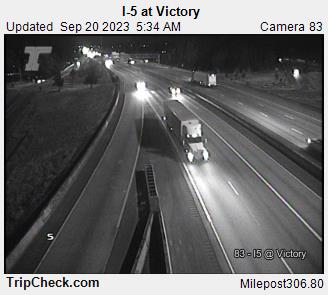 I-5 at Victory
Updated Sep 20 2023 5:34 AM Camera 83
T
S
83 - I5 @ Victory
TripCheck.com Milepost306.80